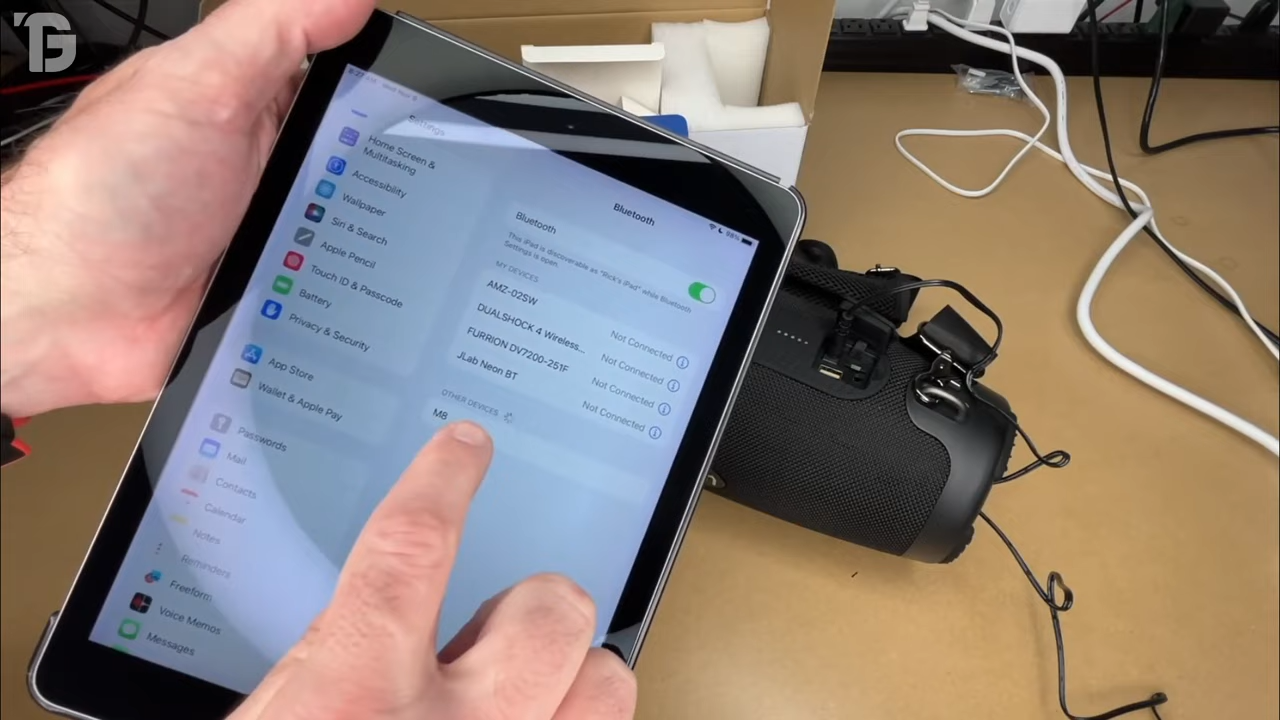 TG
Settings
Home Screen &
Multitasking
Accessibility
Wallpaper
Siri & Search
Apple Pencil
Touch ID & Passcode
Battery
Privacy & Security
App Store
Wallet & Apple Pay
Passwords
Mail
Contacts
Calendar
Notes
Reminders
Freeform
Voice Memos
Messages
98%
Bluetooth
Bluetooth
This iPad is discoverable as "Rick's iPad" while Bluetooth
Settings is open.
MY DEVICES
AMZ-02SW Not Connected
DUALSHOCK 4 Wireless... Not Connected
FURRION DV7200-251F Not Connected
JLab Neon BT Not Connected
OTHER DEVICES
M8